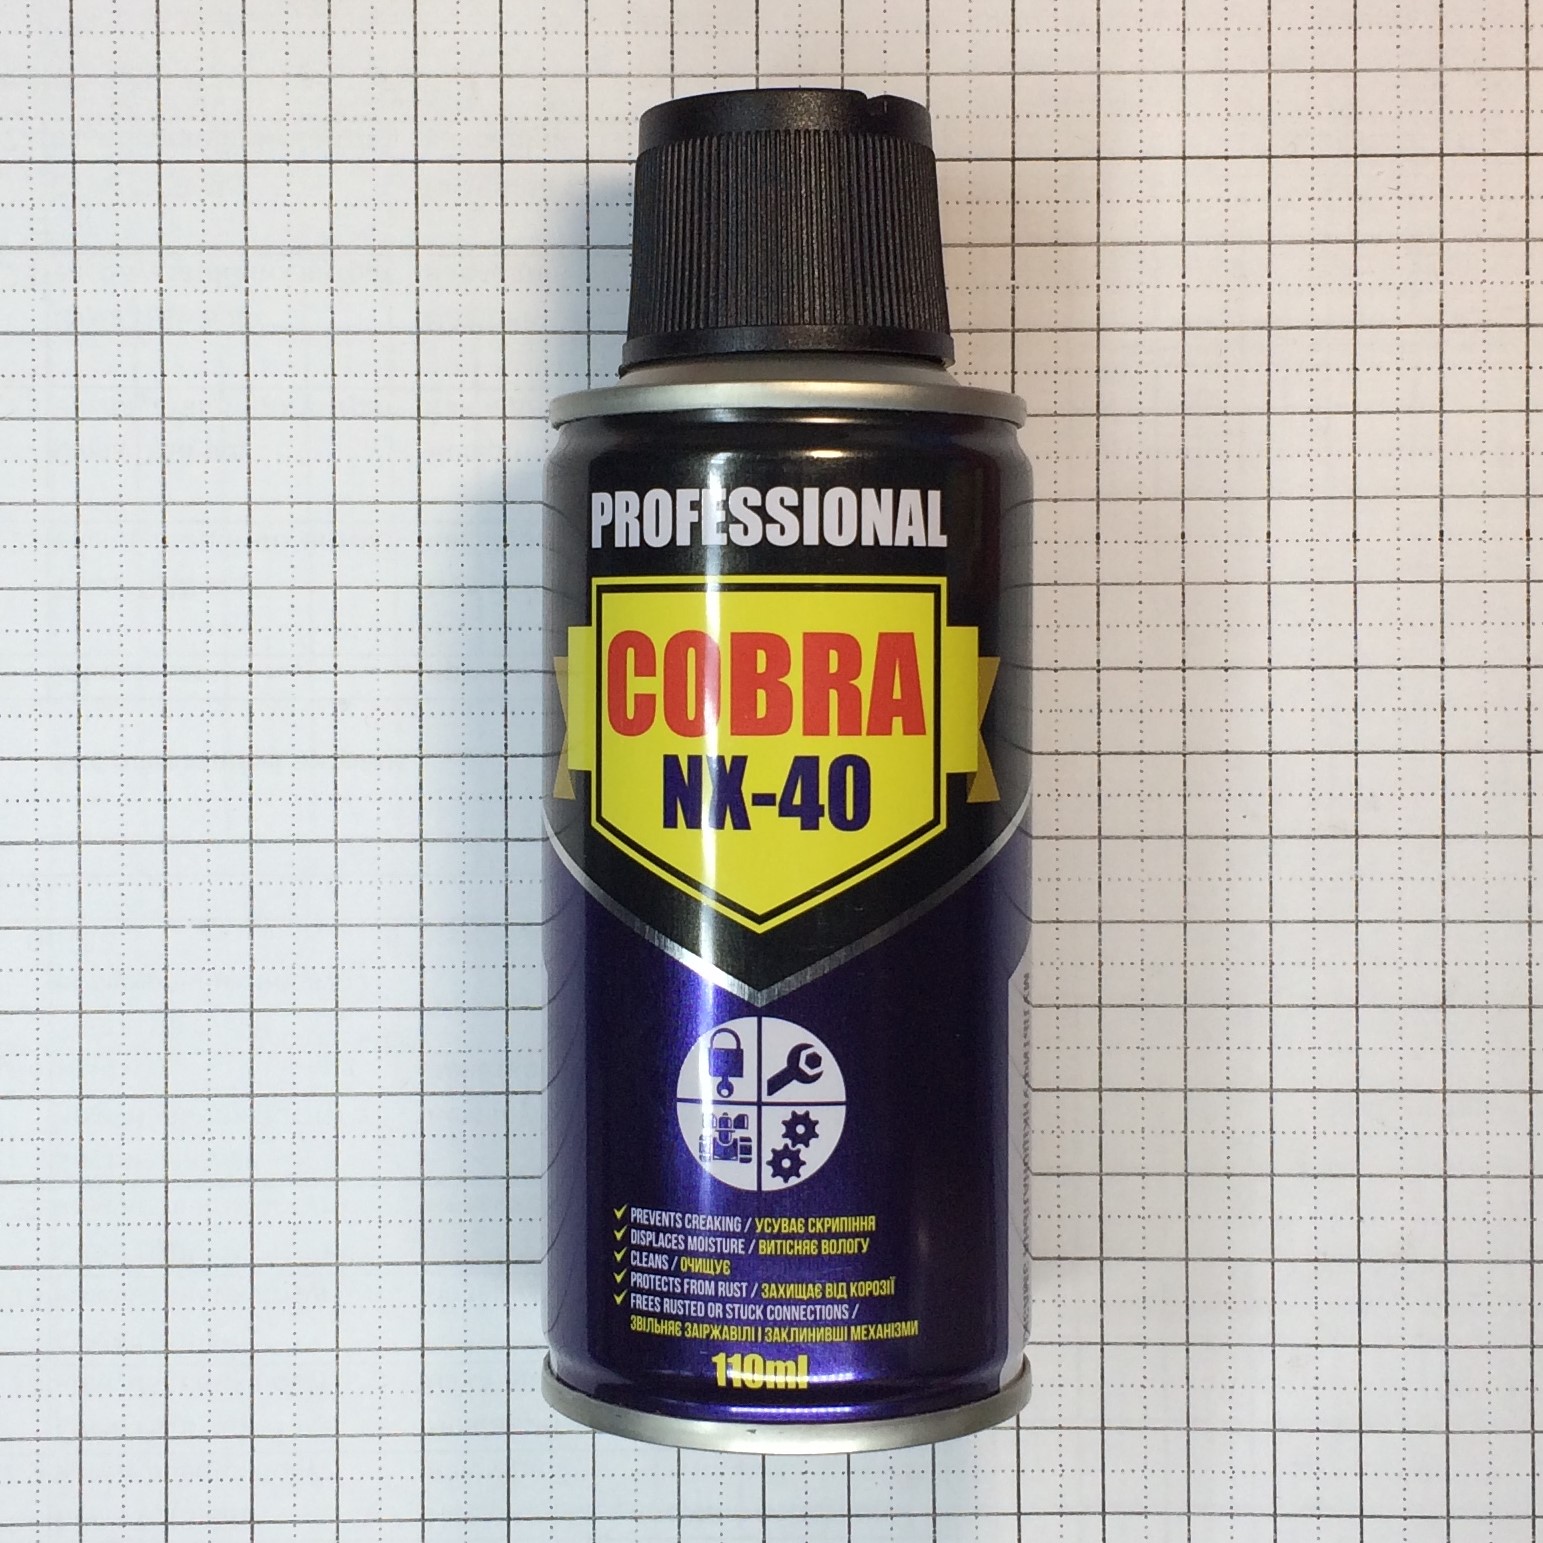 PROFESSIONAL
COBRA
NX-40
PREVENTS CREAKING / УСУВАЄ СКРИПІННЯ
DISPLACES MOISTURE / ВИТІСНЯЄ ВОЛОГУ
CLEANS / ОЧИЩУЄ
PROTECTS FROM RUST / ЗАХИЩАЄ ВІД КОРОЗІЇ
FREES RUSTED OR STUCK CONNECTIONS /
ЗВІЛЬНЯЄ ЗАІРЖАВІЛІ І ЗАКЛИНИВШІ МЕХАНІЗМИ
110ml